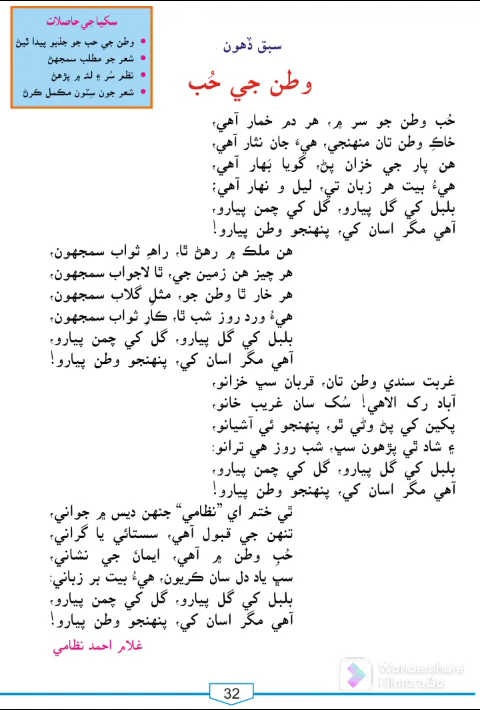 سکيا جي حاصلات
• وطن جي حب جو جذبو پيدا ٿيڻ
• شعر جو مطلب سمجهڻ
• نظم سُر ۽ لئه ۾ پڙهڻ
• شعر جون سِٽون مڪمل ڪرڻ
سبق ڏهون
وطن جي حُب
حُب وطن جو سر ۾، هر دم خمار آهي،
خاڪِ وطن تان منهنجي، هيءَ جان نثار آهي،
هن پار جي خزان پڻ، گويا بَهار آهي،
هيءُ بيت هر زبان تي، ليل و نهار آهي؛
بلبل کي گل پيارو، گل کي چمن پيارو،
آهي مگر اسان کي، پنهنجو وطن پيارو!
هن ملڪ ۾ رهڻ ٿا، راهِ ثواب سمجهون،
هر چيز هن زمين جي، ٿا لاجواب سمجهون،
هر خار ٿا وطن جو، مثلِ گلاب سمجهون،
هيءُ ورد روز شب ٿا، ڪارِ ثواب سمجهون،
بلبل کي گل پيارو، گل کي چمن پيارو،
آهي مگر اسان کي، پنهنجو وطن پيارو!
غربت سندي وطن تان، قربان سڀ خزانو،
آباد رک الاهي! سُک سان غريب خانو،
پکين کي پڻ وڻي ٿو، پنهنجو ئي آشيانو،
۽ شاد ٿي پڙهون سڀ، شب روز هي ترانو؛
بلبل کي گل پيارو، گل کي چمن پيارو،
آهي مگر اسان کي، پنهنجو وطن پيارو!
ٿي ختم اي ”نظامي“ جنهن ديس ۾ جواني،
تنهن جي قبول آهي، سستائي يا گراني،
حُبِ وطن ۾ آهي، ايمان جي نشاني،
سڀ ياد دل سان ڪريون، هيءُ بيت بر زباني؛
بلبل کي گل پيارو، گل کي چمن پيارو،
آهي مگر اسان کي، پنهنجو وطن پيارو!
غلام احمد نظامي
32
Wondershare
FilmoraGo